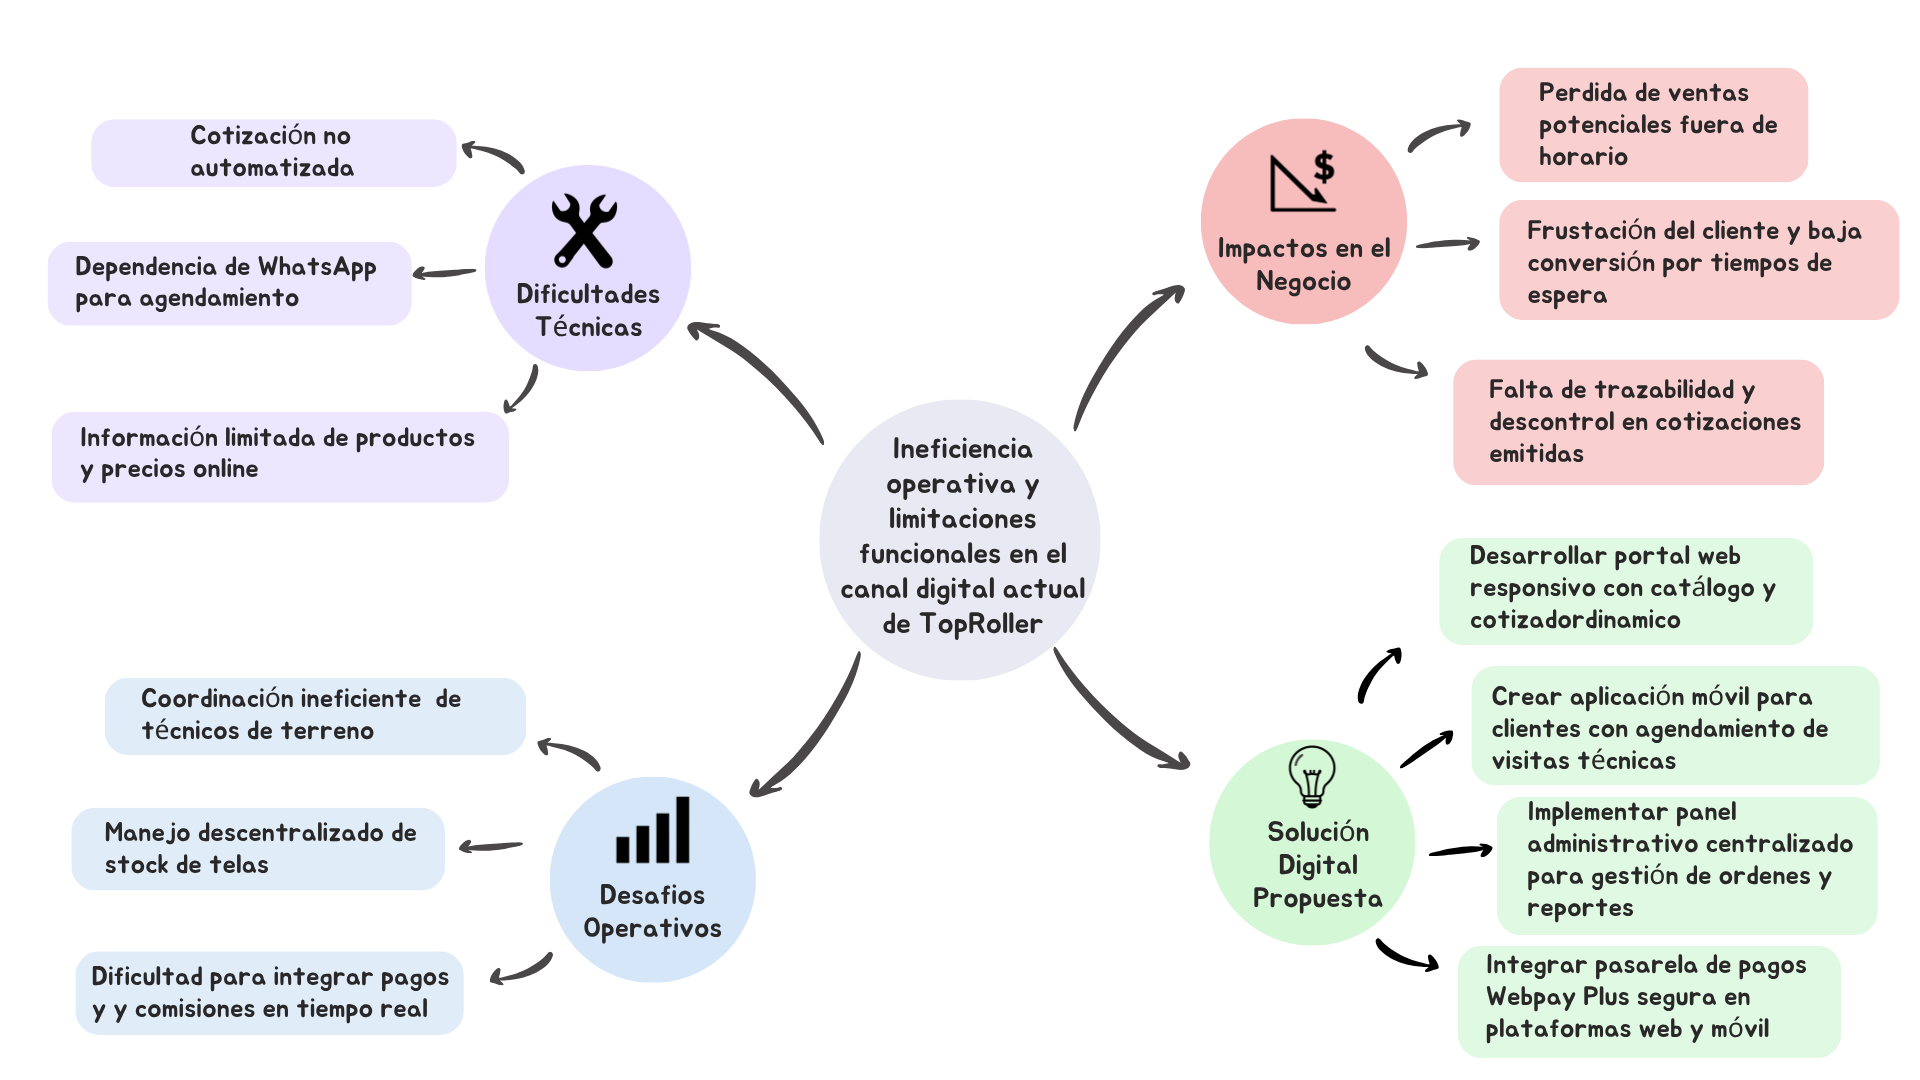 Cotización no
automatizada
Dependencia de WhatsApp
para agendamiento
Información limitada de productos
y precios online
Dificultades
Técnicas
Perdida de ventas
potenciales fuera de
horario
Frustación del cliente y baja
conversión por tiempos de
espera
Falta de trazabilidad y
descontrol en cotizaciones
emitidas
$
Impactos en el
Negocio
Ineficiencia
operativa y
limitaciones
funcionales en el
canal digital actual
de TopRoller
Coordinación ineficiente  de
técnicos de terreno
Manejo descentralizado de
stock de telas
Dificultad para integrar pagos
y y comisiones en tiempo real
Desafios
Operativos
Solución
Digital
Propuesta
Desarrollar portal web
responsivo con catálogo y
cotizadordinamico
Crear aplicación móvil para
clientes con agendamiento de
visitas técnicas
Implementar panel
administrativo centralizado
para gestión de ordenes y
reportes
Integrar pasarela de pagos
Webpay Plus segura en
plataformas web y móvil